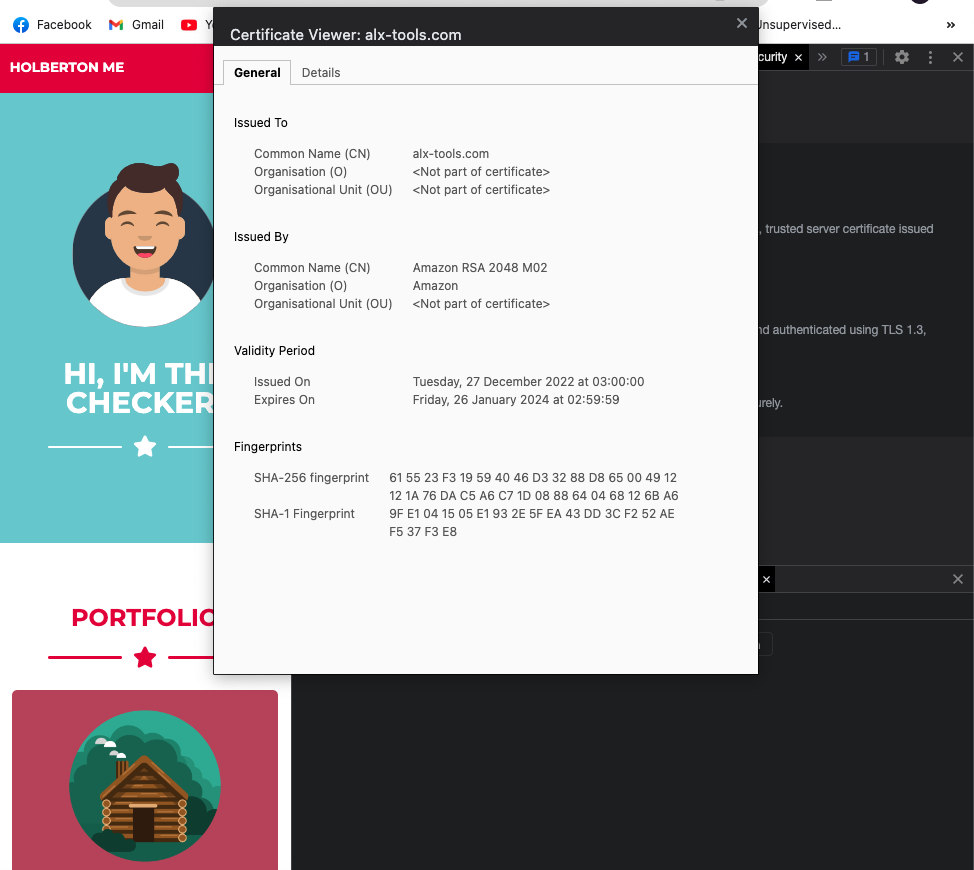 Facebook
Gmail
Certificate Viewer: alx-tools.com
Unsupervised...
»
HOLBERTON ME
General
Details
»
1
Issued To
Common Name (CN) alx-tools.com
Organisation (O) <Not part of certificate>
Organisational Unit (OU) <Not part of certificate>
, trusted server certificate issued
Issued By
Common Name (CN) Amazon RSA 2048 M02
Organisation (O) Amazon
Organisational Unit (OU) <Not part of certificate>
nd authenticated using TLS 1.3,
Validity Period
HI, I'M TH
Issued On Tuesday, 27 December 2022 at 03:00:00
Expires On Friday, 26 January 2024 at 02:59:59
CHECKER
urely.
Fingerprints
SHA-256 fingerprint 61 55 23 F3 19 59 40 46 D3 32 88 D8 65 00 49 12
12 1A 76 DA C5 A6 C7 1D 08 88 64 04 68 12 6B A6
SHA-1 Fingerprint 9F E1 04 15 05 E1 93 2E 5F EA 43 DD 3C F2 52 AE
F5 37 F3 E8
PORTFOLIO